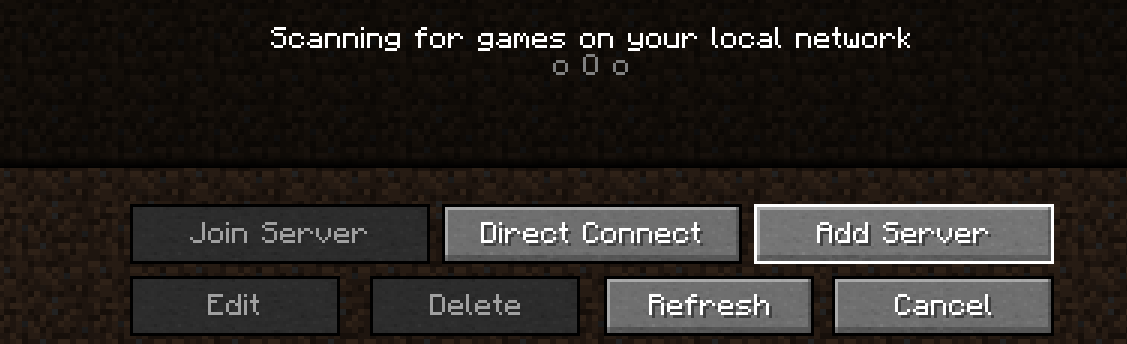 Scanning for games on your local network
o O o
Join Server
Direct Connect
Add Server
Edit
Delete
Refresh
Cancel